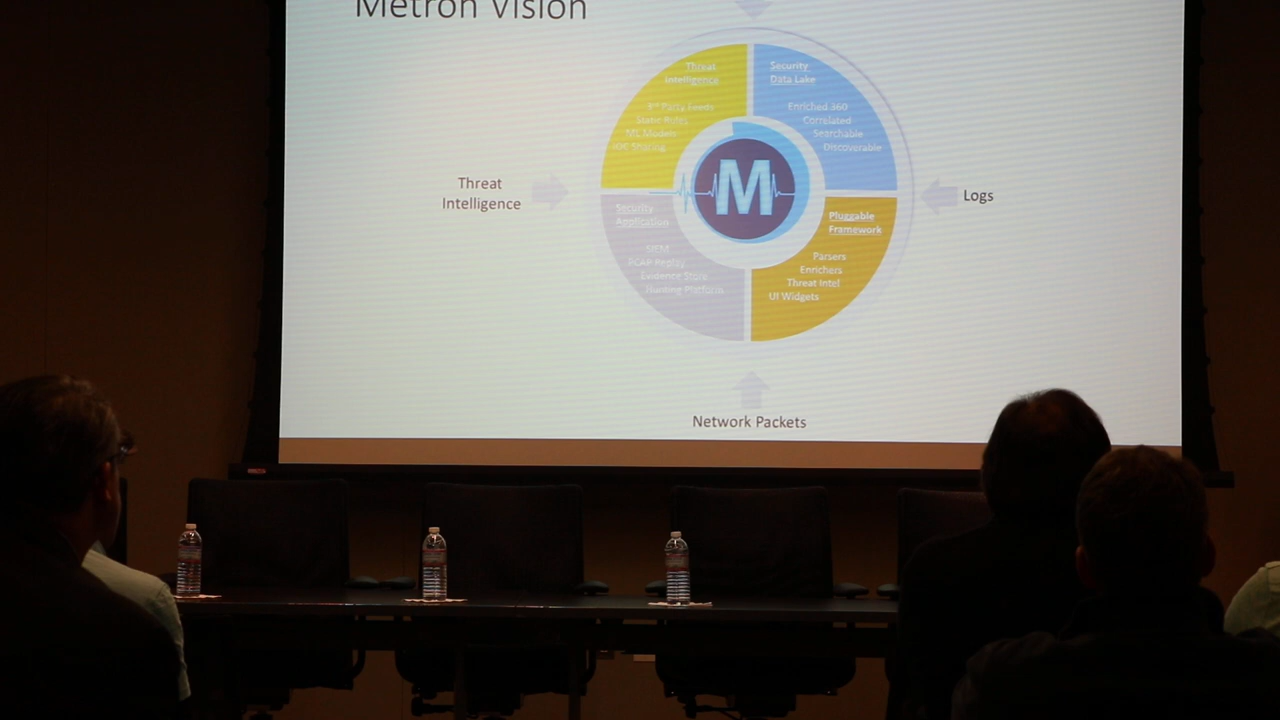 Metron Vision
Threat
Intelligence
3rd Party Feeds
Static Rules
ML Models
IOC Sharing
Security
Data Lake
Enriched 360
Correlated
Searchable
Discoverable
Threat
Intelligence
M
Logs
Security
Application
SIEM
PCAP Replay
Evidence Store
Hunting Platform
Pluggable
Framework
Parsers
Enrichers
Threat Intel
UI Widgets
Network Packets